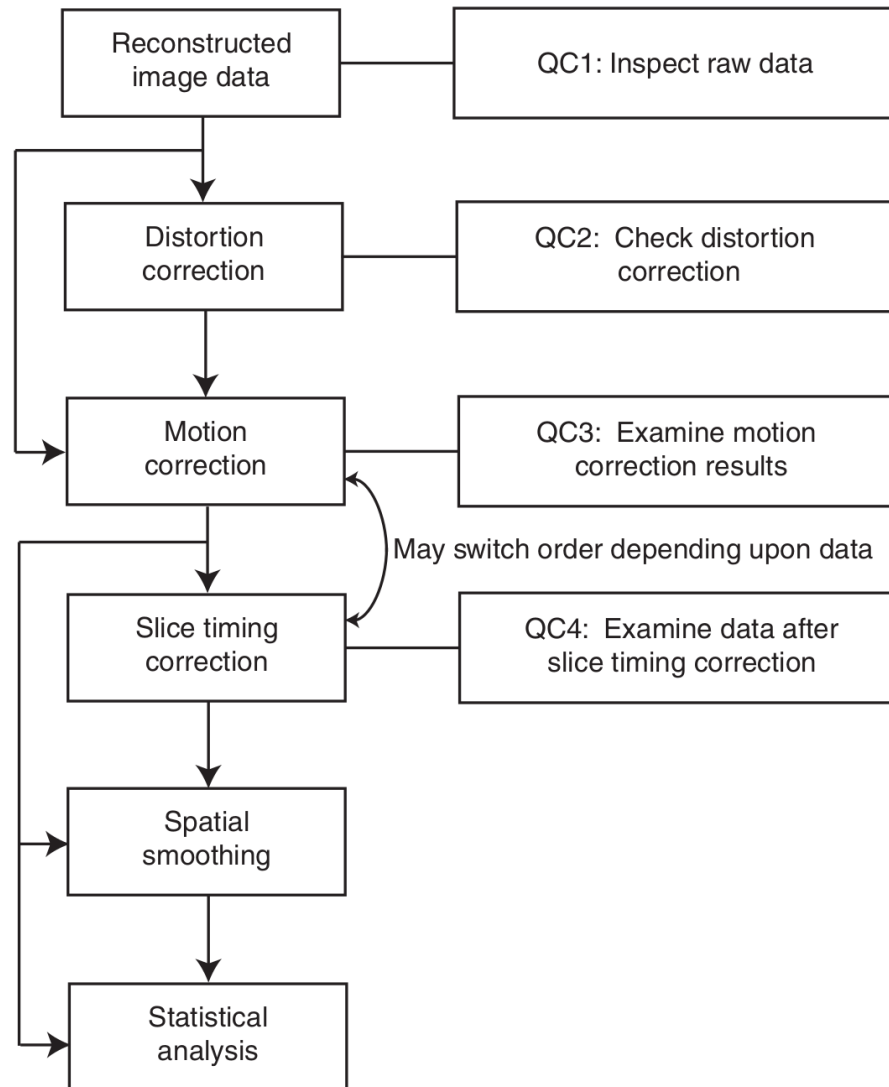 Reconstructed
image data
QC1: Inspect raw data
Distortion
correction
QC2: Check distortion
correction
Motion
correction
QC3: Examine motion
correction results
May switch order depending upon data
Slice timing
correction
QC4: Examine data after
slice timing correction
Spatial
smoothing
Statistical
analysis